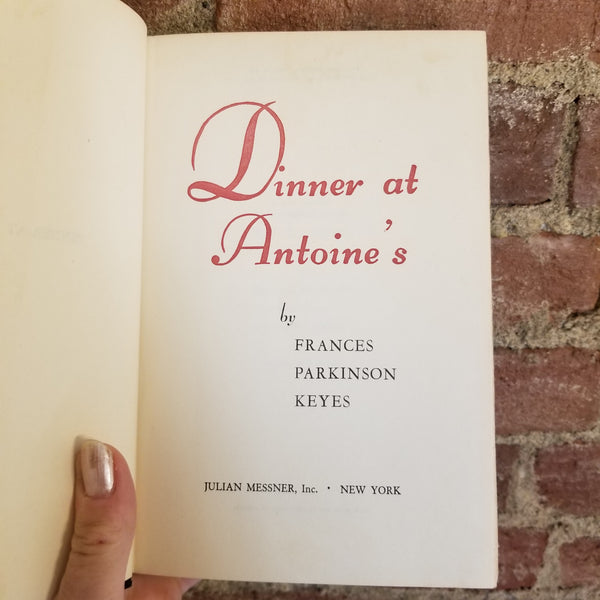 Dinner at
Antoine's
by
FRANCES
PARKINSON
KEYES
JULIAN MESSNER, Inc. · NEW YORK